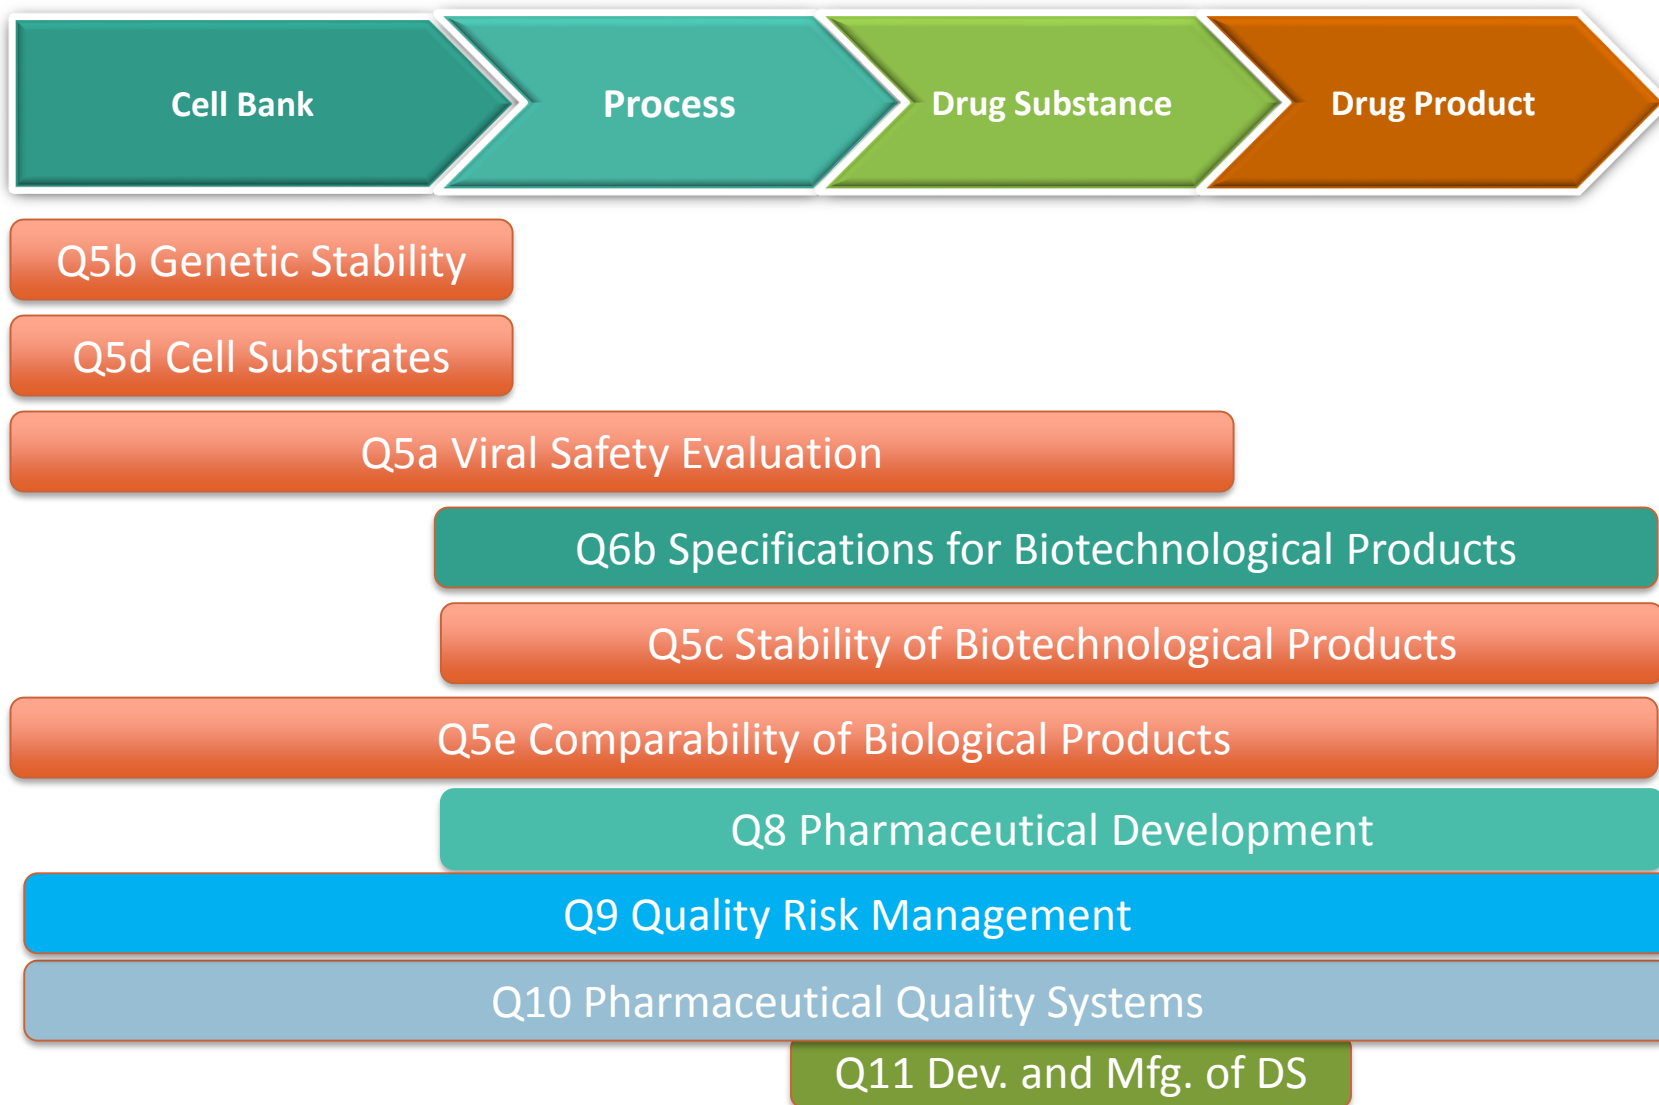 Cell Bank
Process
Drug Substance
Drug Product
Q5b Genetic Stability
Q5d Cell Substrates
Q5a Viral Safety Evaluation
Q6b Specifications for Biotechnological Products
Q5c Stability of Biotechnological Products
Q5e Comparability of Biological Products
Q8 Pharmaceutical Development
Q9 Quality Risk Management
Q10 Pharmaceutical Quality Systems
Q11 Dev. and Mfg. of DS